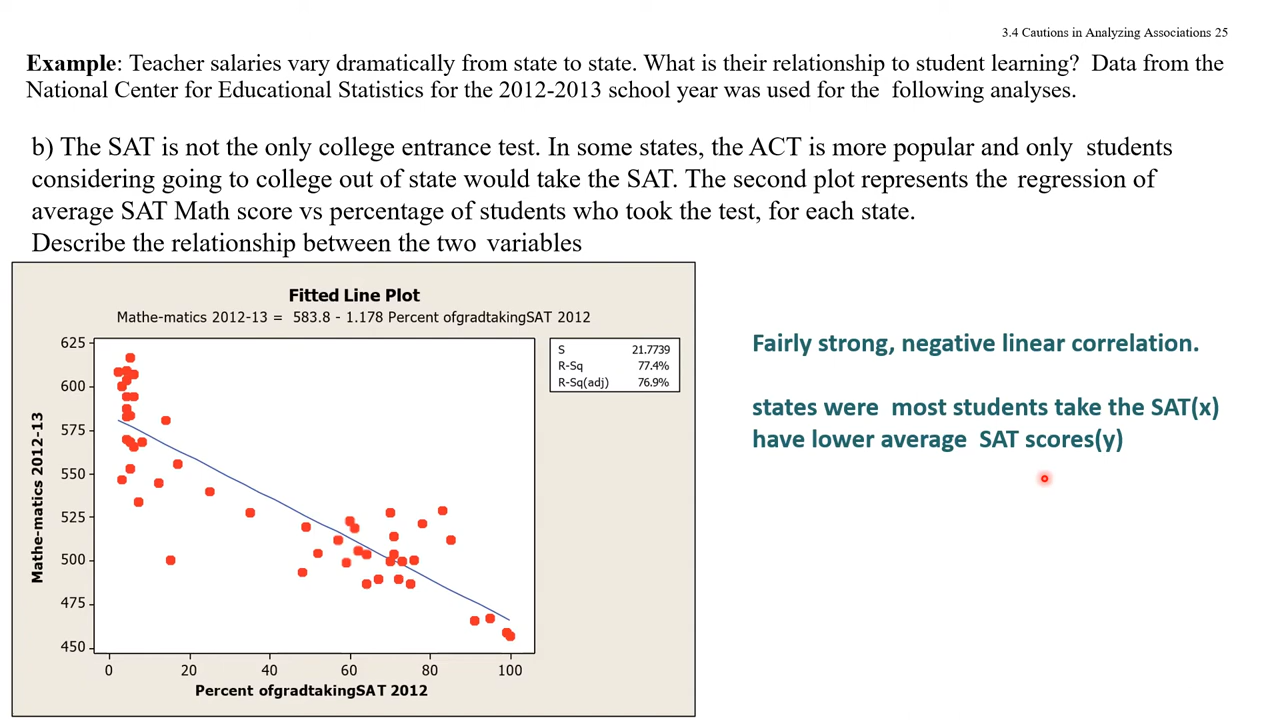 3.4 Cautions in Analyzing Associations 25
Example: Teacher salaries vary dramatically from state to state. What is their relationship to student learning? Data from the
National Center for Educational Statistics for the 2012-2013 school year was used for the following analyses.
b) The SAT is not the only college entrance test. In some states, the ACT is more popular and only students
considering going to college out of state would take the SAT. The second plot represents the regression of
average SAT Math score vs percentage of students who took the test, for each state.
Describe the relationship between the two variables
Fitted Line Plot
Mathe-matics 2012-13 = 583.8 - 1.178 Percent ofgradtakingSAT 2012
S 21.7739
R-Sq 77.4%
R-Sq(adj) 76.9%
625
600
575
550
525
500
475
450
Mathe-matics 2012-13
0 20 40 60 80 100
Percent ofgradtakingSAT 2012
Fairly strong, negative linear correlation.
states were most students take the SAT(x)
have lower average SAT scores(y)